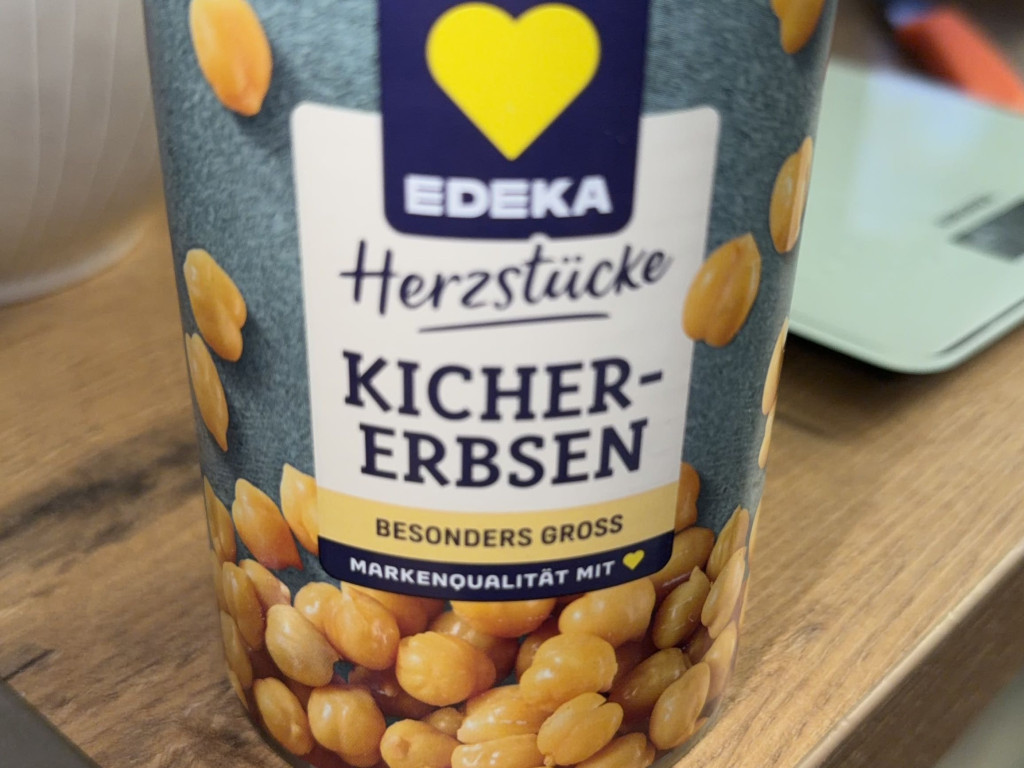 EDEKA
Herzstücke
KICHER-
ERBSEN
BESONDERS GROSS
MARKENQUALITÄT MIT